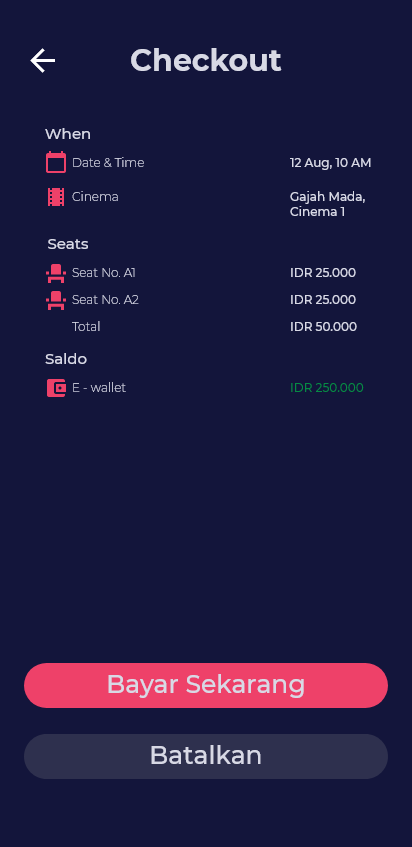 Checkout
When
Date & Time 12 Aug, 10 AM
Cinema Gajah Mada,
Cinema 1
Seats
Seat No. A1 IDR 25.000
Seat No. A2 IDR 25.000
Total IDR 50.000
Saldo
E - wallet IDR 250.000
Bayar Sekarang
Batalkan